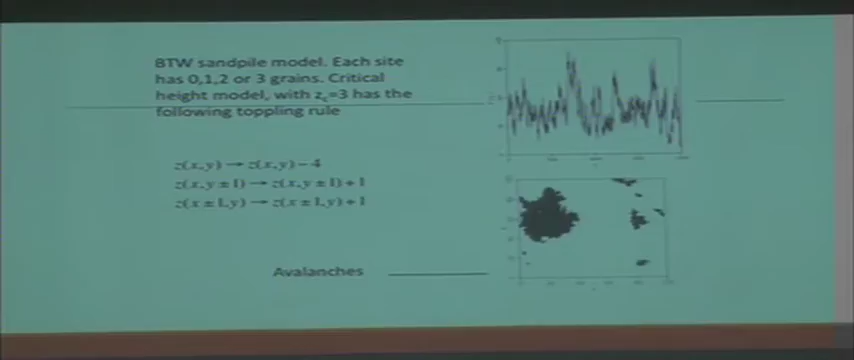 BTW sandpile model. Each site
has 0,1,2 or 3 grains. Critical
height model, with z_c=3 has the
following toppling rule
z(x,y) → z(x,y) − 4
z(x,y ± 1) → z(x,y ± 1) + 1
z(x ± 1,y) → z(x ± 1,y) + 1
Avalanches